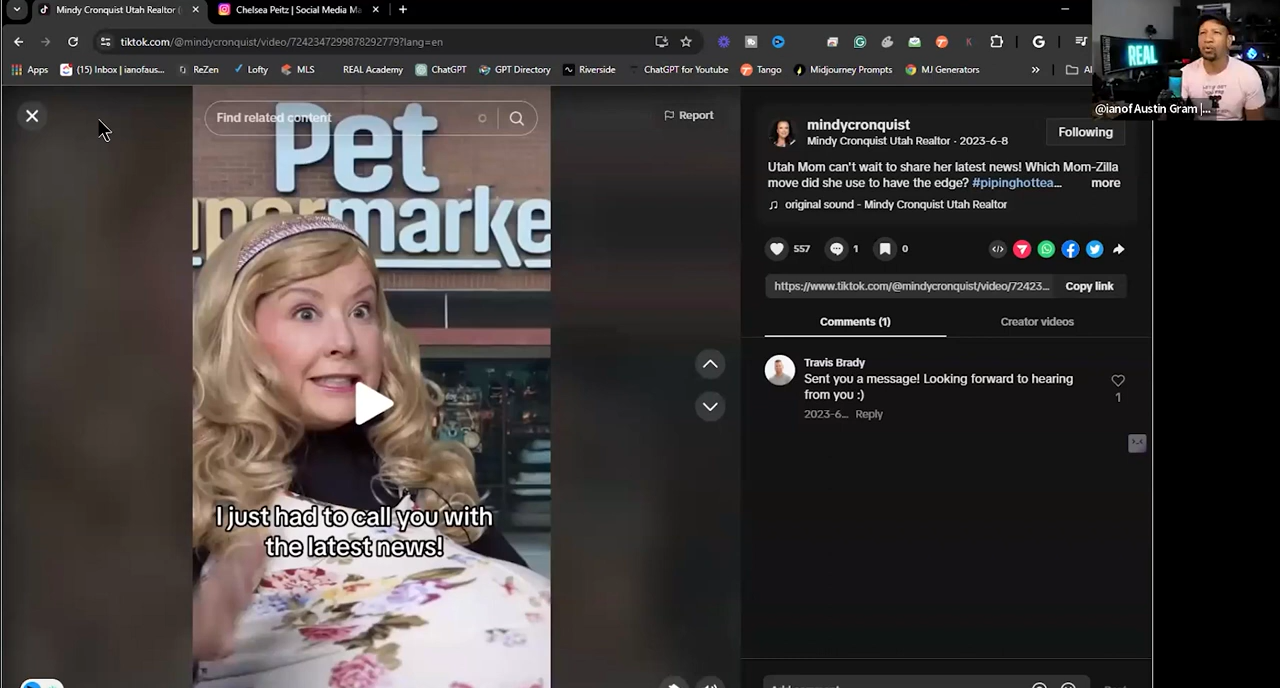 Mindy Cronquist Utah Realtor (
Chelsea Peitz | Social Media Ma
tiktok.com/@mindycronquist/video/7242347299878292779?lang=en
Apps
(15) Inbox | ianofaus...
ReZen
Lofty
MLS
REAL Academy
ChatGPT
GPT Directory
Riverside
ChatGPT for Youtube
Tango
Midjourney Prompts
MJ Generators
REAL
@ianof Austin Gram |...
Find related content
Report
Pet
permarke
I just had to call you with
the latest news!
mindycronquist
Mindy Cronquist Utah Realtor · 2023-6-8
Following
Utah Mom can't wait to share her latest news! Which Mom-Zilla
move did she use to have the edge? #pipinghottea... more
original sound - Mindy Cronquist Utah Realtor
557
1
0
https://www.tiktok.com/@mindycronquist/video/72423...
Copy link
Comments (1)
Creator videos
Travis Brady
Sent you a message! Looking forward to hearing
from you :)
1
2023-6... Reply